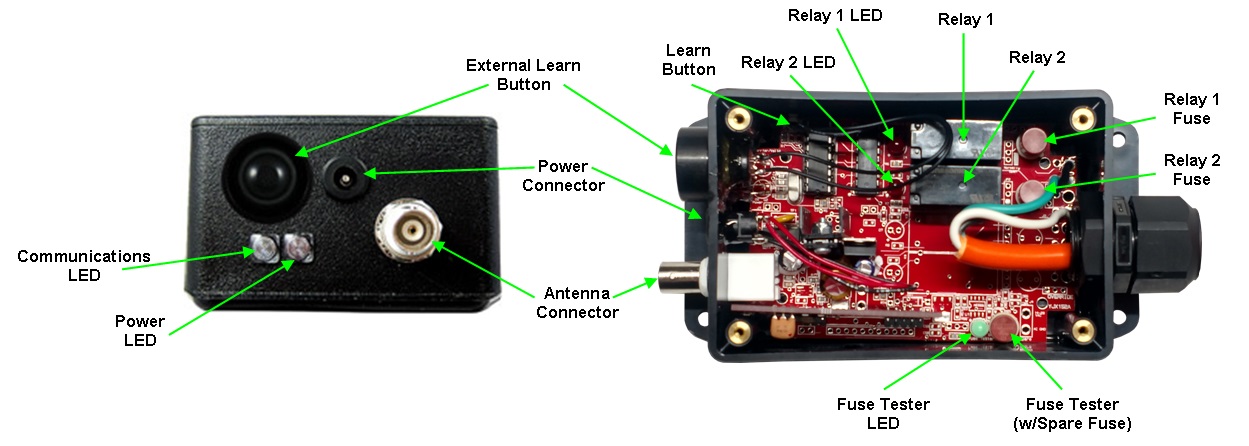 External Learn
Button
Power
Connector
Communications
LED
Power
LED
Antenna
Connector
Learn
Button
Relay 1 LED
Relay 2 LED
Relay 1
Relay 2
Relay 1
Fuse
Relay 2
Fuse
Fuse Tester
LED
Fuse Tester
(w/Spare Fuse)